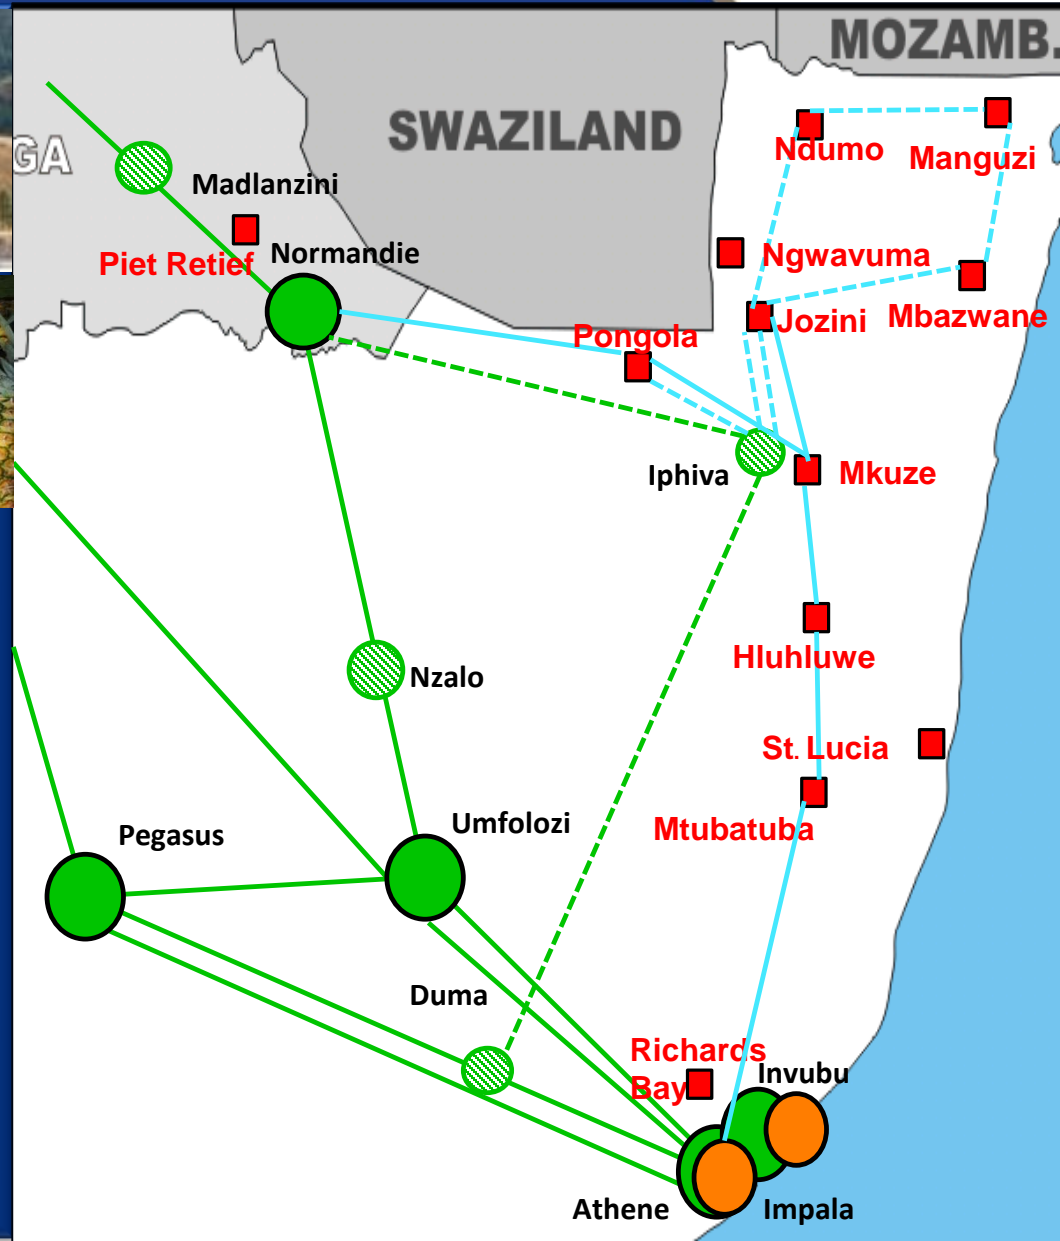 MOZAMB.
SWAZILAND
GA
Ndumo
Manguzi
Madlanzini
Piet Retief
Normandie
Ngwavuma
Jozini
Mbazwane
Pongola
Iphiva
Mkuze
Hluhluwe
Nzalo
St. Lucia
Mtubatuba
Umfolozi
Pegasus
Duma
Richards
Bay
Invubu
Athene
Impala